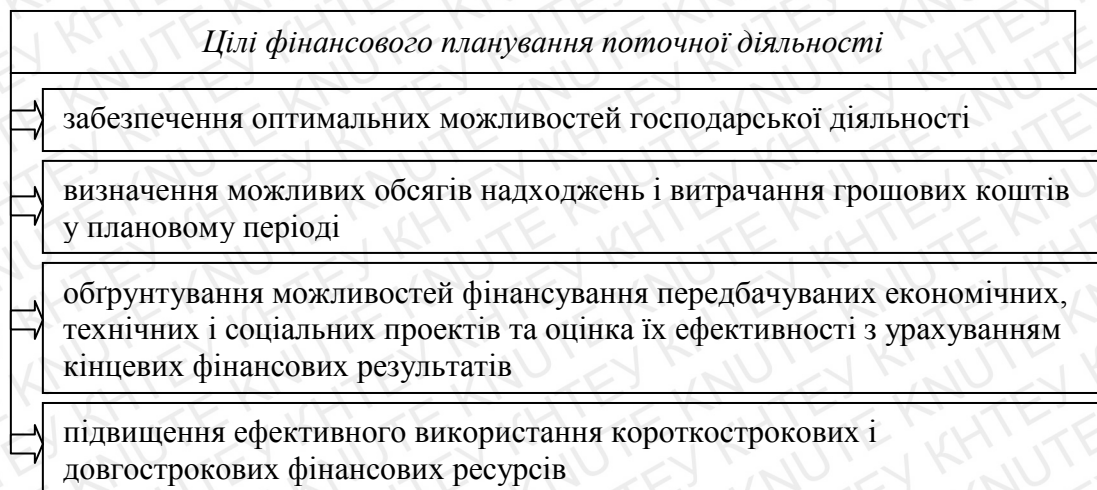 Цілі фінансового планування поточної діяльності
забезпечення оптимальних можливостей господарської діяльності
визначення можливих обсягів надходжень і витрачання грошових коштів
у плановому періоді
обґрунтування можливостей фінансування передбачуваних економічних,
технічних і соціальних проектів та оцінка їх ефективності з урахуванням
кінцевих фінансових результатів
підвищення ефективного використання короткострокових і
довгострокових фінансових ресурсів